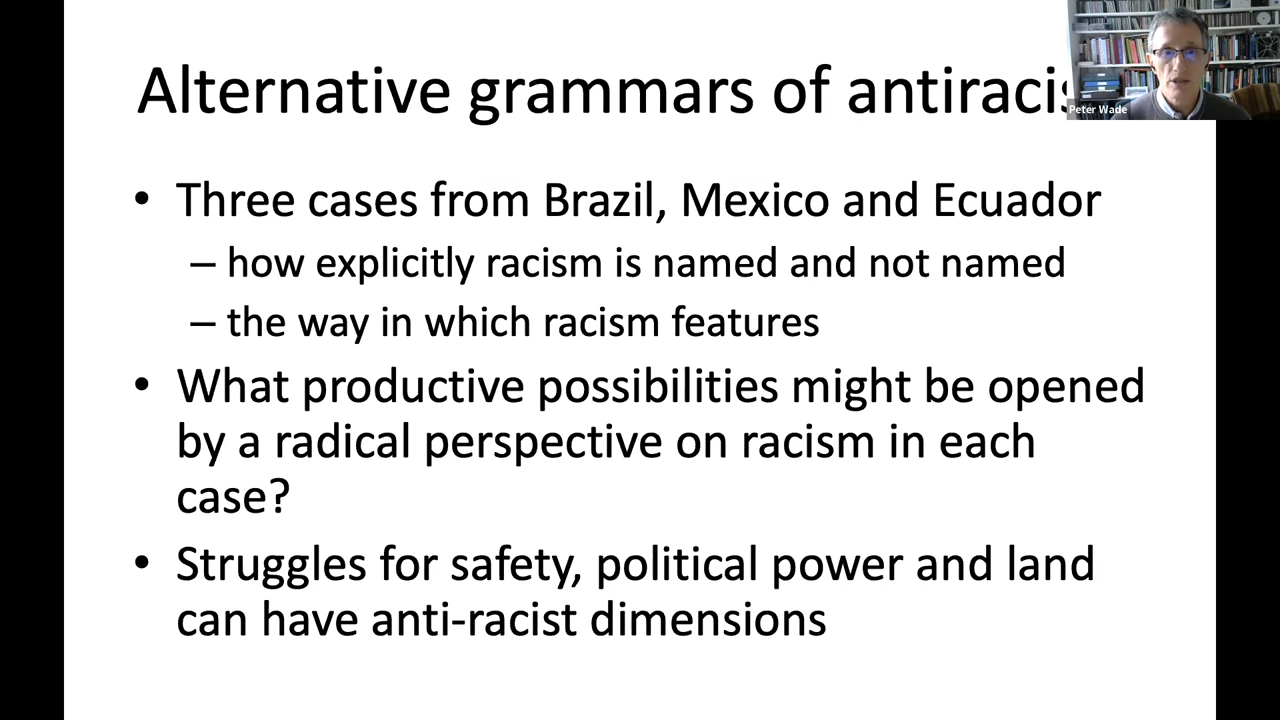 Alternative grammars of antiracis
Peter Wade
• Three cases from Brazil, Mexico and Ecuador
– how explicitly racism is named and not named
– the way in which racism features
• What productive possibilities might be opened
by a radical perspective on racism in each
case?
• Struggles for safety, political power and land
can have anti-racist dimensions